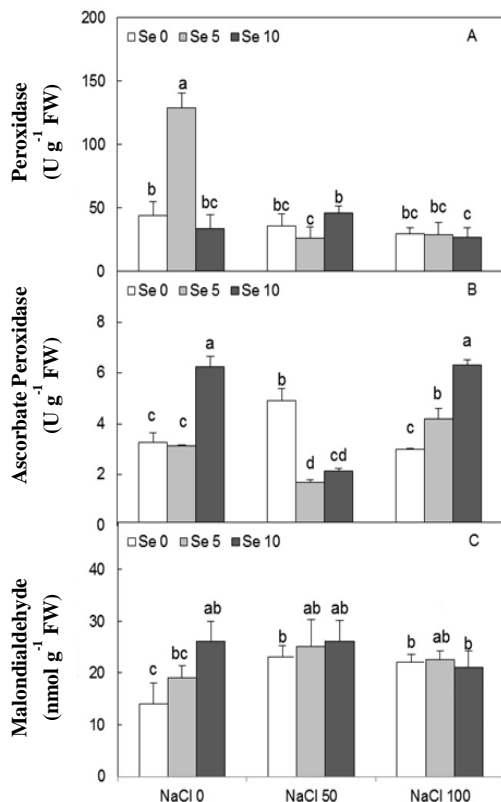 200
Se 0 Se 5 Se 10 A
a
150
Peroxidase
(U g-1 FW)
100
b bc bc c b bc bc c
50
0
Se 0 Se 5 Se 10 B
8
a a
Ascorbate Peroxidase
(U g-1 FW)
6
b b
4
c c d cd c
2
0
Se 0 Se 5 Se 10 C
40
Malondialdehyde
(nmol g-1 FW)
30
c bc ab b ab ab b ab b
20
10
0
NaCl 0 NaCl 50 NaCl 100